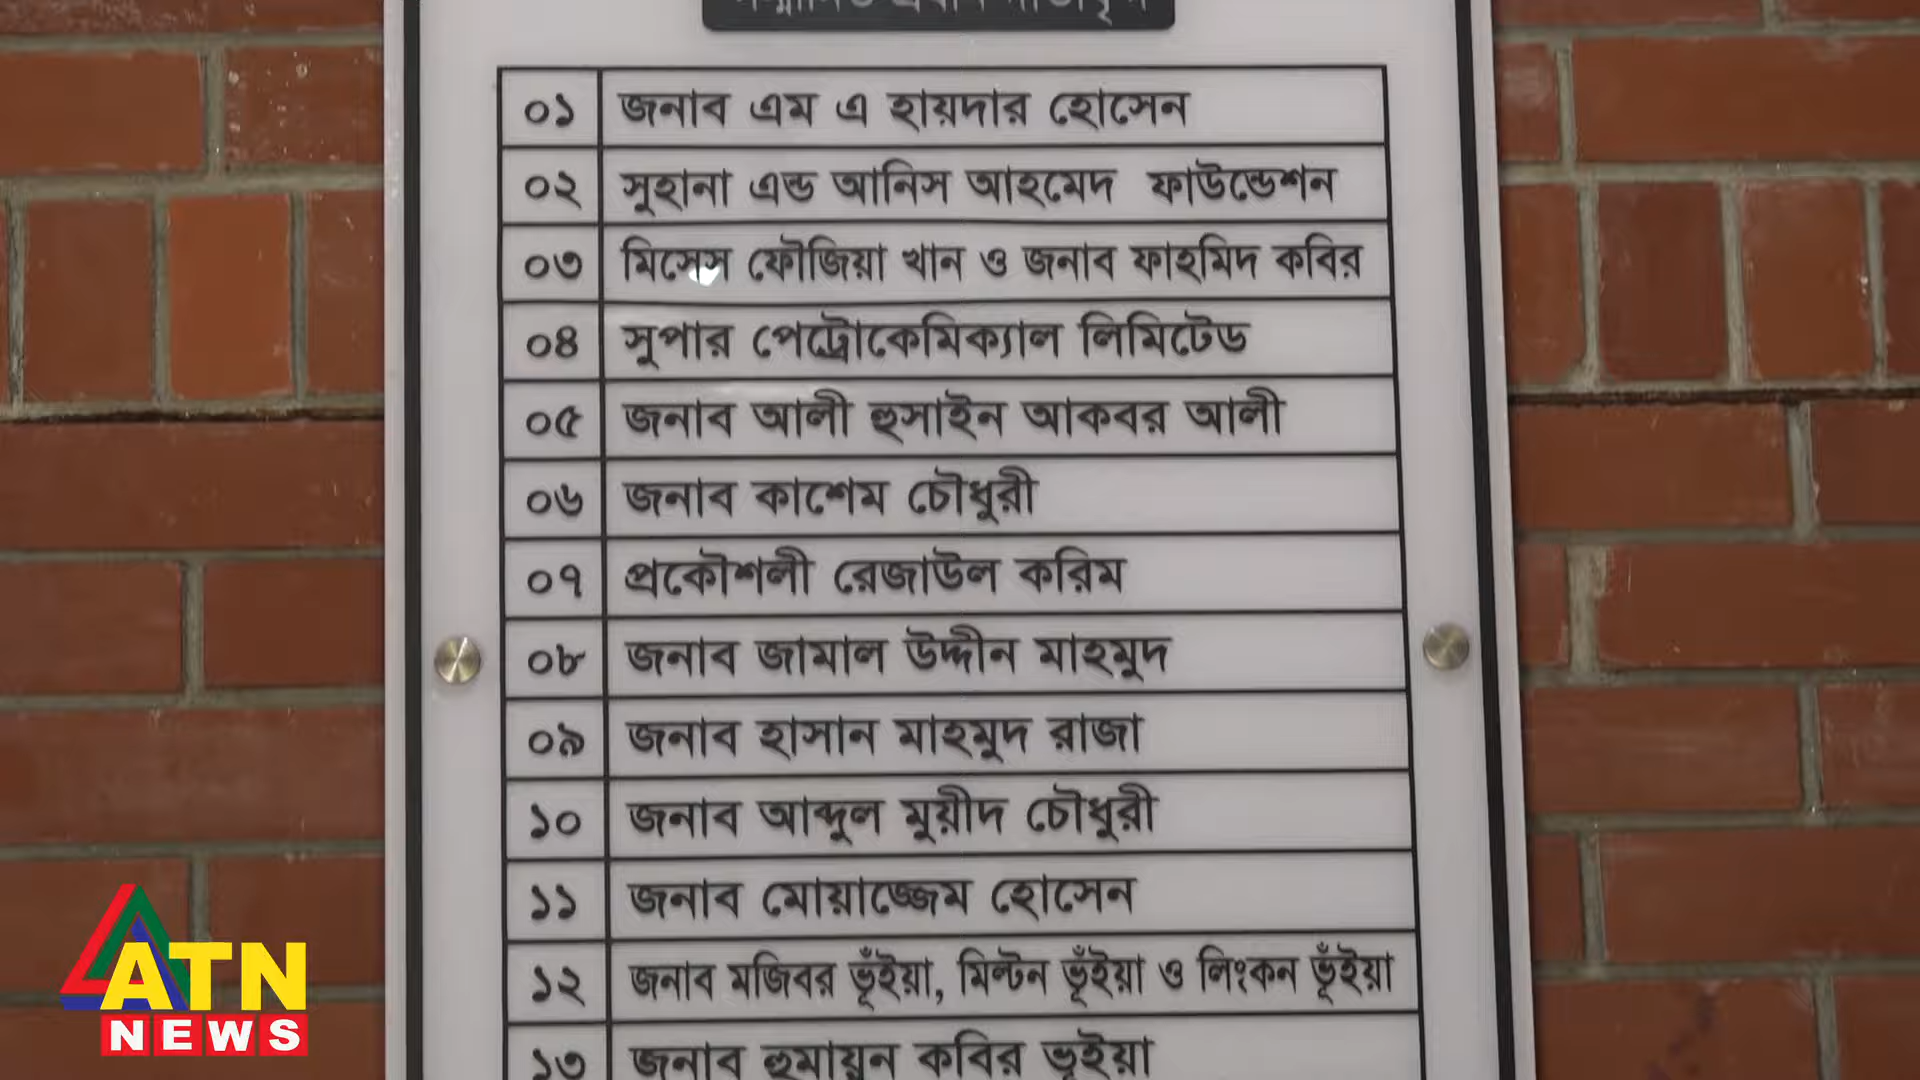 ০১ জনাব এম এ হায়দার হোসেন
০২ সুহানা এন্ড আনিস আহমেদ ফাউন্ডেশন
০৩ মিসেস ফৌজিয়া খান ও জনাব ফাহমিদ কবির
০৪ সুপার পেট্রোকেমিক্যাল লিমিটেড
০৫ জনাব আলী হুসাইন আকবর আলী
০৬ জনাব কাশেম চৌধুরী
০৭ প্রকৌশলী রেজাউল করিম
০৮ জনাব জামাল উদ্দীন মাহমুদ
০৯ জনাব হাসান মাহমুদ রাজা
১০ জনাব আব্দুল মুয়ীদ চৌধুরী
১১ জনাব মোয়াজ্জেম হোসেন
১২ জনাব মজিবর ভূঁইয়া, মিল্টন ভূঁইয়া ও লিংকন ভূঁইয়া
১৩ জনাব হুমায়ুন কবির ভূইয়া
ATN
NEWS